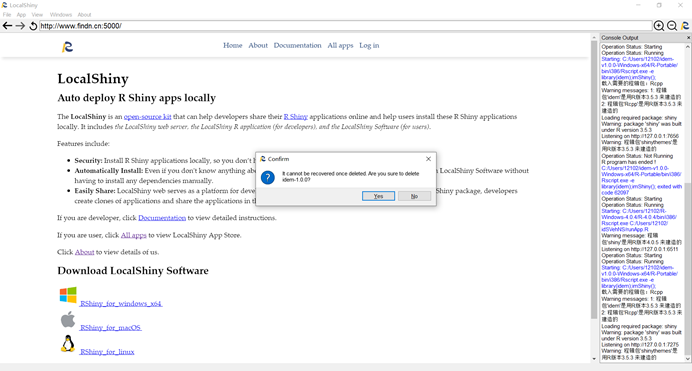 LocalShiny
File App View Windows About
http://www.findn.cn:5000/
Home About Documentation All apps Log in
LocalShiny
Auto deploy R Shiny apps locally
The LocalShiny is an open-source kit that can help developers share their R Shiny applications online and help users install these R Shiny applications
locally. It includes the LocalShiny web server, the LocalShiny R application (for developers), and the LocalShiny Software (for users).
Features include:
• Security: Install R Shiny applications locally, so you don't
• Automatically Install: Even if you don't know anything abou
LocalShiny Software without
having to install any dependencies manually.
• Easily Share: LocalShiny web serves as a platform for devel
Shiny package, developers
create clones of applications and share the applications in t
If you are developer, click Documentation to view detailed instructions.
If you are user, click All apps to view LocalShiny App Store.
Click About to view details of us.
Download LocalShiny Software
RShiny_for_windows_x64
RShiny_for_macOS
RShiny_for_linux
Confirm
It cannot be recovered once deleted. Are you sure to delete
idem-1.0.0?
Yes No
Console Output
Operation Status: Starting
Operation Status: Running
Starting: C:/Users/12102/idem-
v1.0.0-Windows-x64/R-Portable/
bin/i386/Rscript.exe -e
library(idem);imShiny();
载入需要的程辑包：Rcpp
Warning messages: 1: 程辑
包'idem'是用R版本3.5.3 来建造的
2: 程辑包'Rcpp'是用R版本3.5.3
来建造的
Loading required package: shiny
Warning: package 'shiny' was built
under R version 3.5.3
Listening on http://127.0.0.1:7656
Warning: 程辑包'shinythemes'是
用R版本3.5.3 来建造的
Operation Status: Not Running
R program has ended !
C:/Users/12102/idem-v1.0.0-
Windows-x64/R-Portable/bin/i386/
Rscript.exe -e
library(idem);imShiny(); exited with
code 62097
Operation Status: Starting
Operation Status: Running
Starting: C:/Users/12102/R-
Windows-4.0.4/R-4.0.4/bin/i386/
Rscript.exe C:/Users/12102/
idSVehNS/runApp.R
Warning message: 程辑
包'shiny'是用R版本4.0.5 来建造的
Listening on http://127.0.0.1:6511
Operation Status: Starting
Operation Status: Running
Starting: C:/Users/12102/idem-
v1.0.0-Windows-x64/R-Portable/
bin/i386/Rscript.exe -e
library(idem);imShiny();
载入需要的程辑包：Rcpp
Warning messages: 1: 程辑
包'idem'是用R版本3.5.3 来建造的
2: 程辑包'Rcpp'是用R版本3.5.3
来建造的
Loading required package: shiny
Warning: package 'shiny' was built
under R version 3.5.3
Listening on http://127.0.0.1:7275
Warning: 程辑包'shinythemes'是
用R版本3.5.3 来建造的